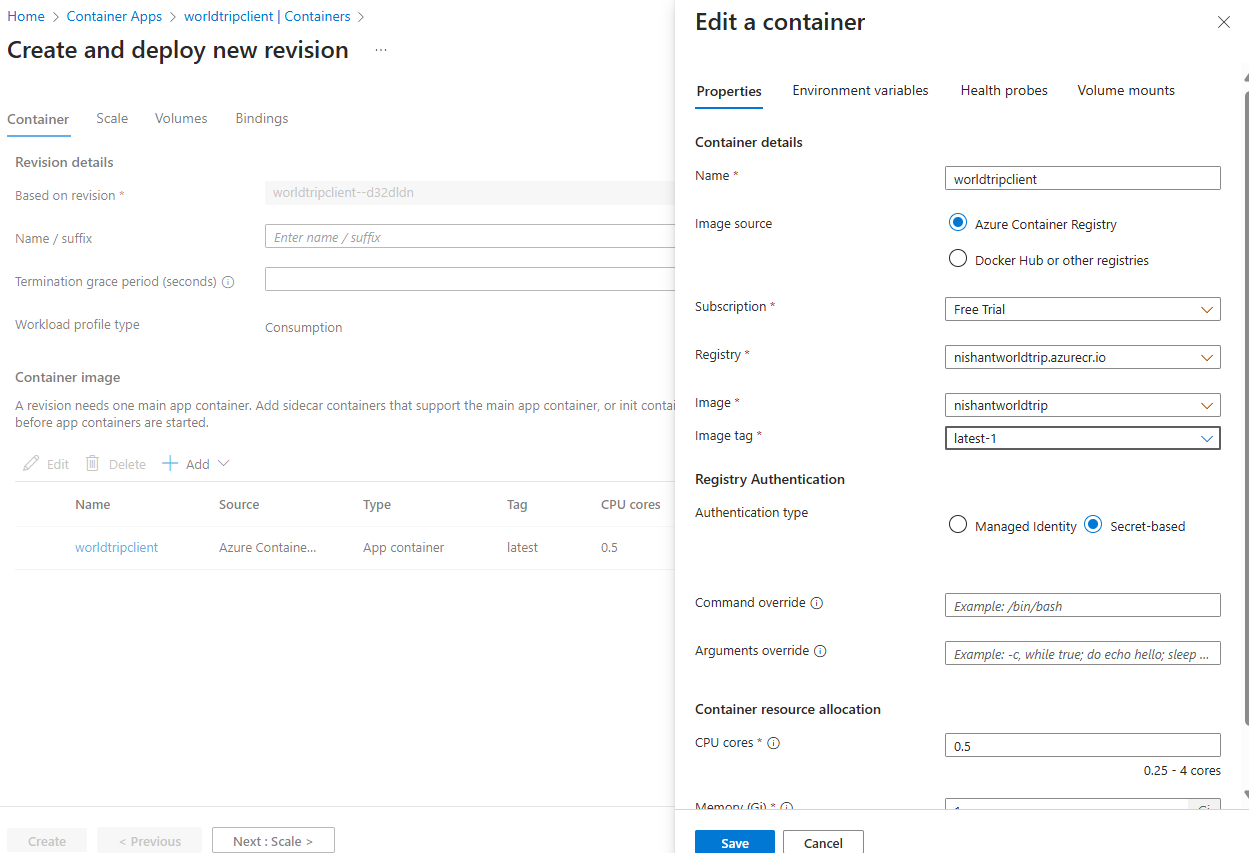 Home > Container Apps > worldtripclient | Containers >
Create and deploy new revision ...
Container Scale Volumes Bindings
Revision details
Based on revision * worldtripclient--d32dldn
Name / suffix Enter name / suffix
Termination grace period (seconds)
Workload profile type Consumption
Container image
A revision needs one main app container. Add sidecar containers that support the main app container, or init contai
before app containers are started.
Edit Delete Add
Name Source Type Tag CPU cores
worldtripclient Azure Containe... App container latest 0.5
Create < Previous Next : Scale >
Edit a container
Properties Environment variables Health probes Volume mounts
Container details
Name * worldtripclient
Image source Azure Container Registry
Docker Hub or other registries
Subscription * Free Trial
Registry * nishantworldtrip.azurecr.io
Image * nishantworldtrip
Image tag * latest-1
Registry Authentication
Authentication type Managed Identity Secret-based
Command override Example: /bin/bash
Arguments override Example: -c, while true; do echo hello; sleep ...
Container resource allocation
CPU cores * 0.5
0.25 - 4 cores
Memory (Gi) *
Save Cancel